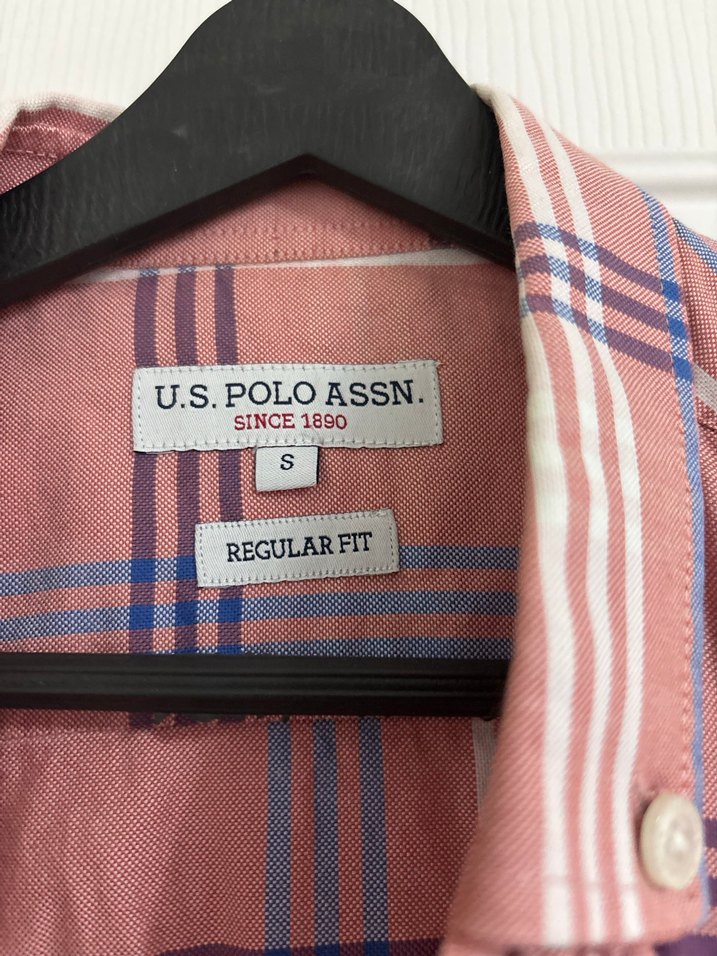 U.S. POLO ASSN.
SINCE 1890
S
REGULAR FIT